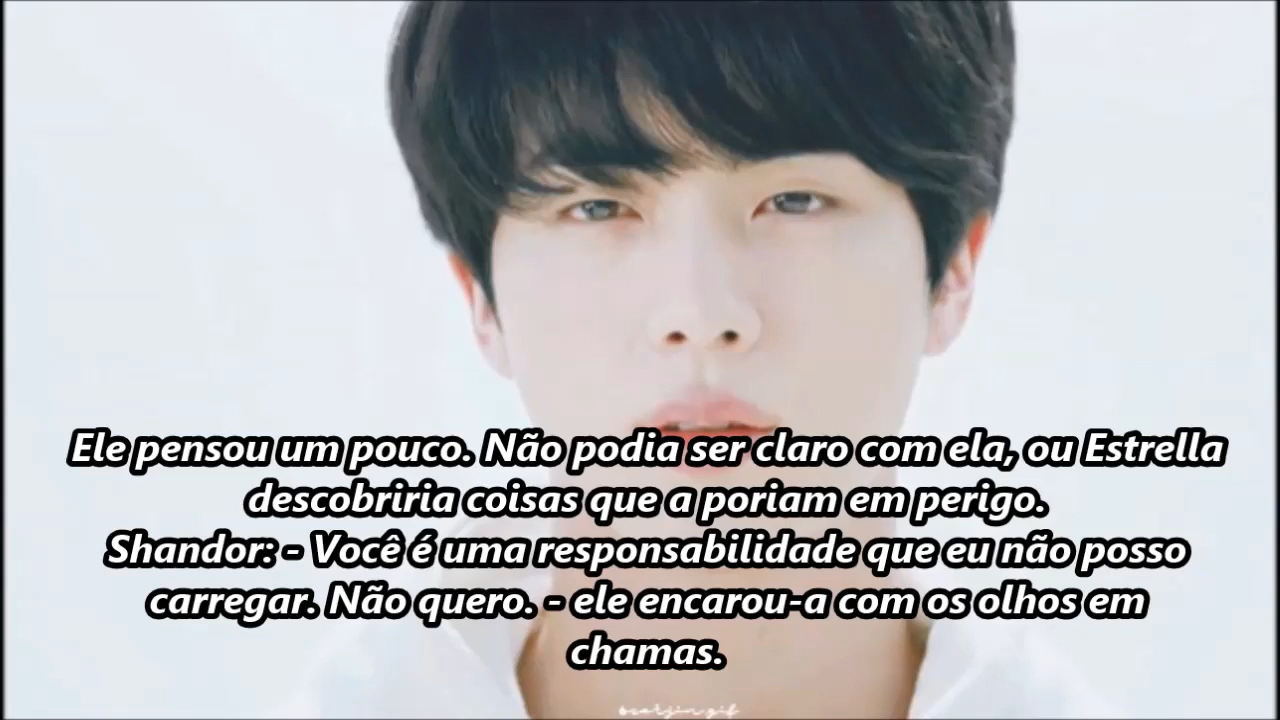 Ele pensou um pouco. Não podia ser claro com ela, ou Estrella
descobriria coisas que a poriam em perigo.
Shandor: - Você é uma responsabilidade que eu não posso
carregar. Não quero. - ele encarou-a com os olhos em
chamas.